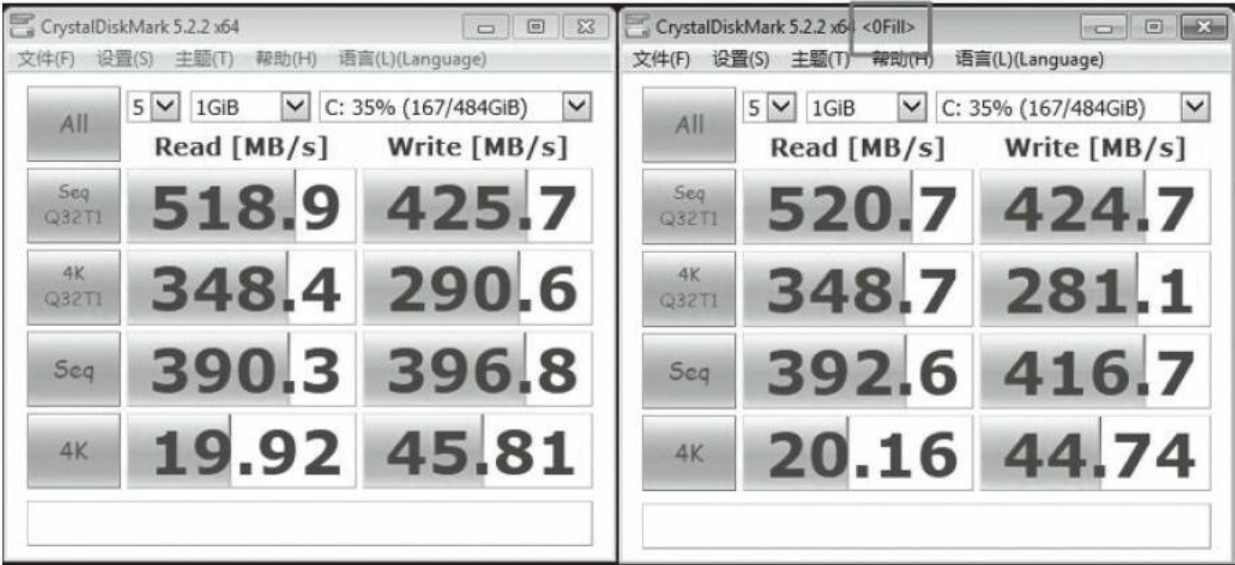 CrystalDiskMark 5.2.2 x64
文件(F) 设置(S) 主题(T) 帮助(H) 语言(L)(Language)
All 5 1GiB C: 35% (167/484GiB)
Read [MB/s] Write [MB/s]
Seq Q32T1 518.9 425.7
4K Q32T1 348.4 290.6
Seq 390.3 396.8
4K 19.92 45.81
CrystalDiskMark 5.2.2 x64 <0Fill>
文件(F) 设置(S) 主题(T) 帮助(H) 语言(L)(Language)
All 5 1GiB C: 35% (167/484GiB)
Read [MB/s] Write [MB/s]
Seq Q32T1 520.7 424.7
4K Q32T1 348.7 281.1
Seq 392.6 416.7
4K 20.16 44.74